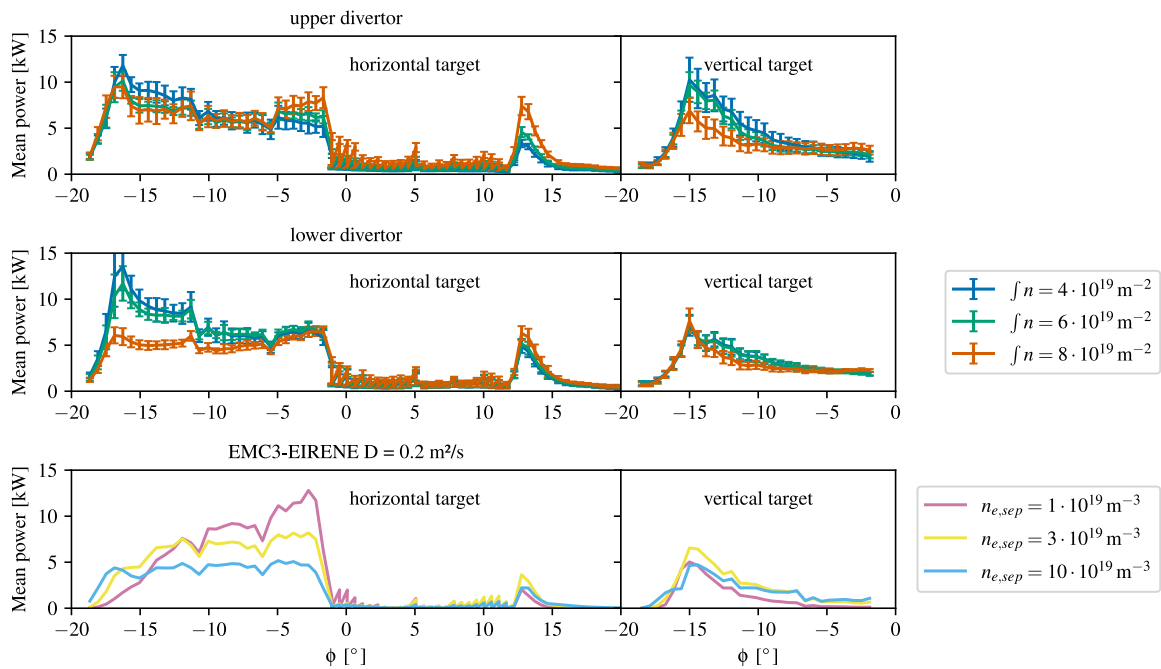 upper divertor
Mean power [kW]
15
10
5
0
horizontal target
vertical target
−20 −15 −10 −5 0 5 10 15 −20 −15 −10 −5 0
lower divertor
Mean power [kW]
15
10
5
0
horizontal target
vertical target
−20 −15 −10 −5 0 5 10 15 −20 −15 −10 −5 0
∫ n = 4 · 10¹⁹ m⁻²
∫ n = 6 · 10¹⁹ m⁻²
∫ n = 8 · 10¹⁹ m⁻²
EMC3-EIRENE D = 0.2 m²/s
Mean power [kW]
15
10
5
0
horizontal target
vertical target
−20 −15 −10 −5 0 5 10 15 −20 −15 −10 −5 0
ϕ [°]
ϕ [°]
nₑ,ₛₑₚ = 1 · 10¹⁹ m⁻³
nₑ,ₛₑₚ = 3 · 10¹⁹ m⁻³
nₑ,ₛₑₚ = 10 · 10¹⁹ m⁻³